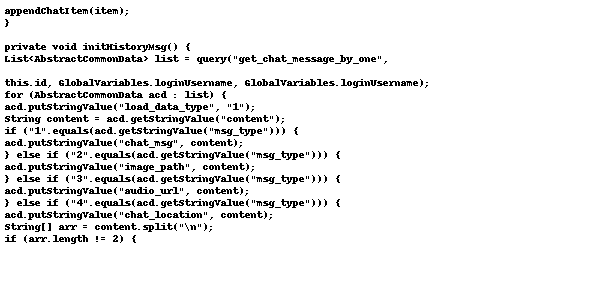 appendChatItem(item);
}
private void initHistoryMsg() {
List<AbstractCommonData> list = query("get_chat_message_by_one",
this.id, GlobalVariables.loginUsername, GlobalVariables.loginUsername);
for (AbstractCommonData acd : list) {
acd.putStringValue("load_data_type", "1");
String content = acd.getStringValue("content");
if ("1".equals(acd.getStringValue("msg_type"))) {
acd.putStringValue("chat_msg", content);
} else if ("2".equals(acd.getStringValue("msg_type"))) {
acd.putStringValue("image_path", content);
} else if ("3".equals(acd.getStringValue("msg_type"))) {
acd.putStringValue("audio_url", content);
} else if ("4".equals(acd.getStringValue("msg_type"))) {
acd.putStringValue("chat_location", content);
String[] arr = content.split("\n");
if (arr.length != 2) {